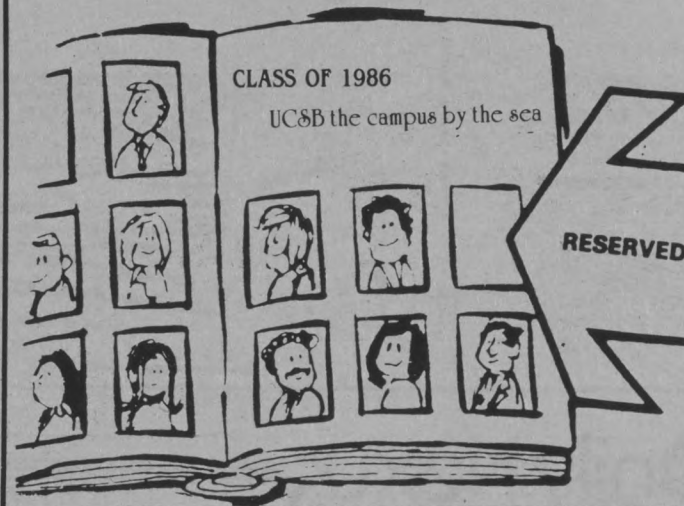 CLASS OF 1986
UCSB the campus by the sea
RESERVED